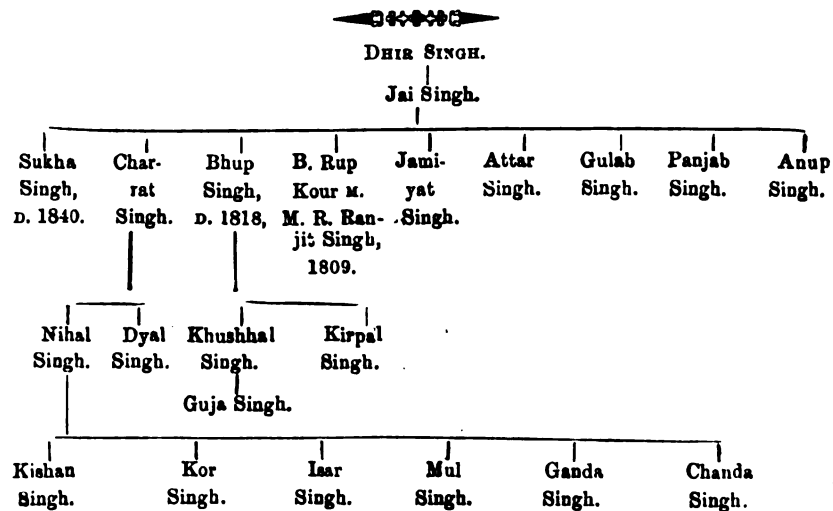 DHIR SINGH.
Jai Singh.
Sukha Char- Bhup B. Rup Jami- Attar Gulab Panjab Anup
Singh, rat Singh, Kour M. yat Singh. Singh. Singh. Singh.
D. 1840. Singh. D. 1818, M. R. Ran- Singh.
jit Singh,
1809.
Nihal Dyal Khushhal Kirpal
Singh. Singh. Singh. Singh.
Guja Singh.
Kishan Kor Isar Mul Ganda Chanda
Singh. Singh. Singh. Singh. Singh. Singh.